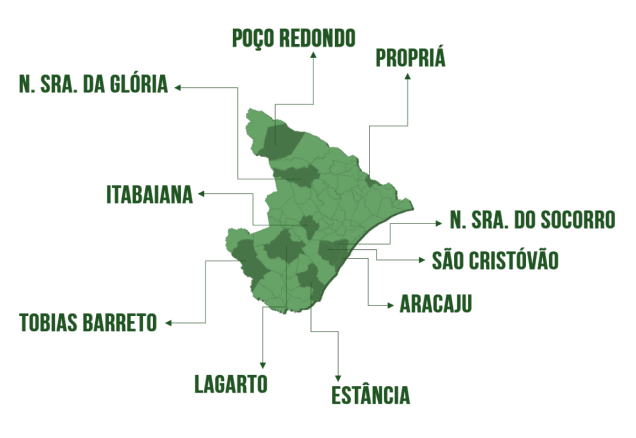 POÇO REDONDO
PROPRIÁ
N. SRA. DA GLÓRIA
ITABAIANA
N. SRA. DO SOCORRO
SÃO CRISTÓVÃO
ARACAJU
TOBIAS BARRETO
LAGARTO
ESTÂNCIA